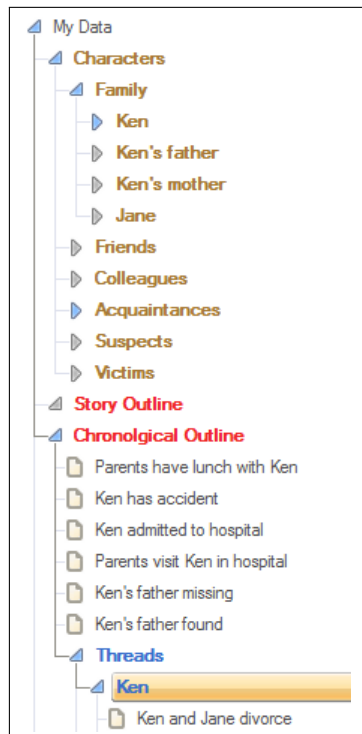 My Data
Characters
Family
Ken
Ken's father
Ken's mother
Jane
Friends
Colleagues
Acquaintances
Suspects
Victims
Story Outline
Chronolgical Outline
Parents have lunch with Ken
Ken has accident
Ken admitted to hospital
Parents visit Ken in hospital
Ken's father missing
Ken's father found
Threads
Ken
Ken and Jane divorce